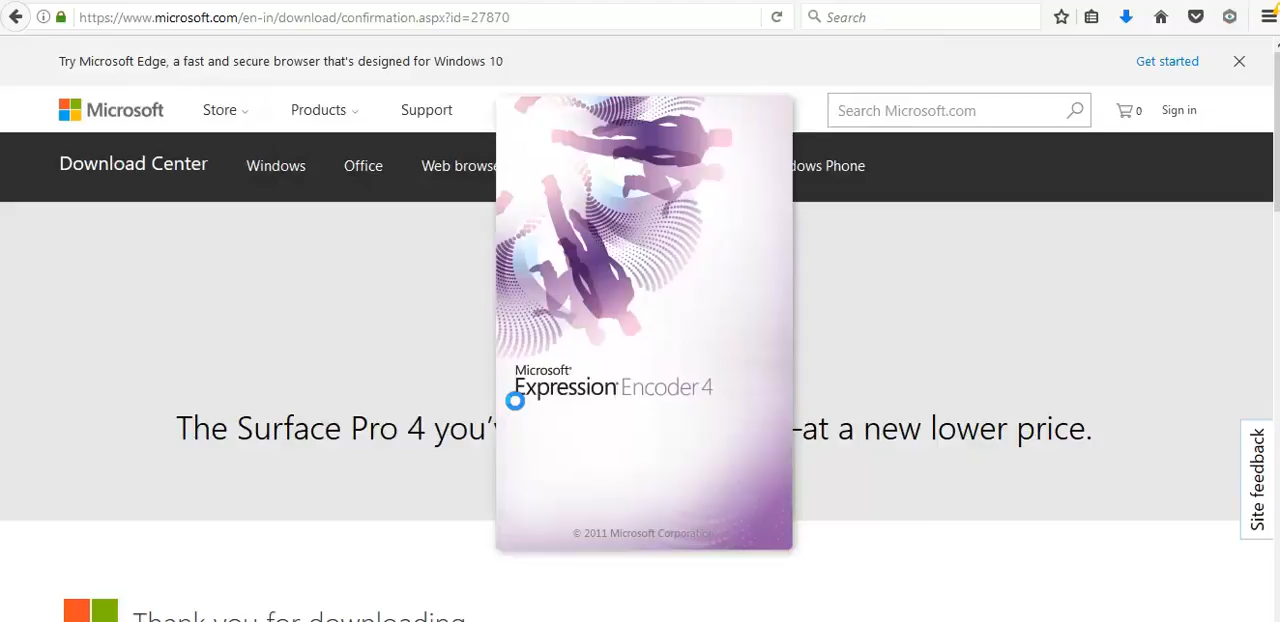 https://www.microsoft.com/en-in/download/confirmation.aspx?id=27870
Search
Try Microsoft Edge, a fast and secure browser that's designed for Windows 10
Get started
Microsoft
Store
Products
Support
Search Microsoft.com
0
Sign in
Download Center
Windows
Office
Web browse
dows Phone
Microsoft®
Expression® Encoder 4
The Surface Pro 4 you'
–at a new lower price.
Site feedback
© 2011 Microsoft Corporation
Thank you for downloading